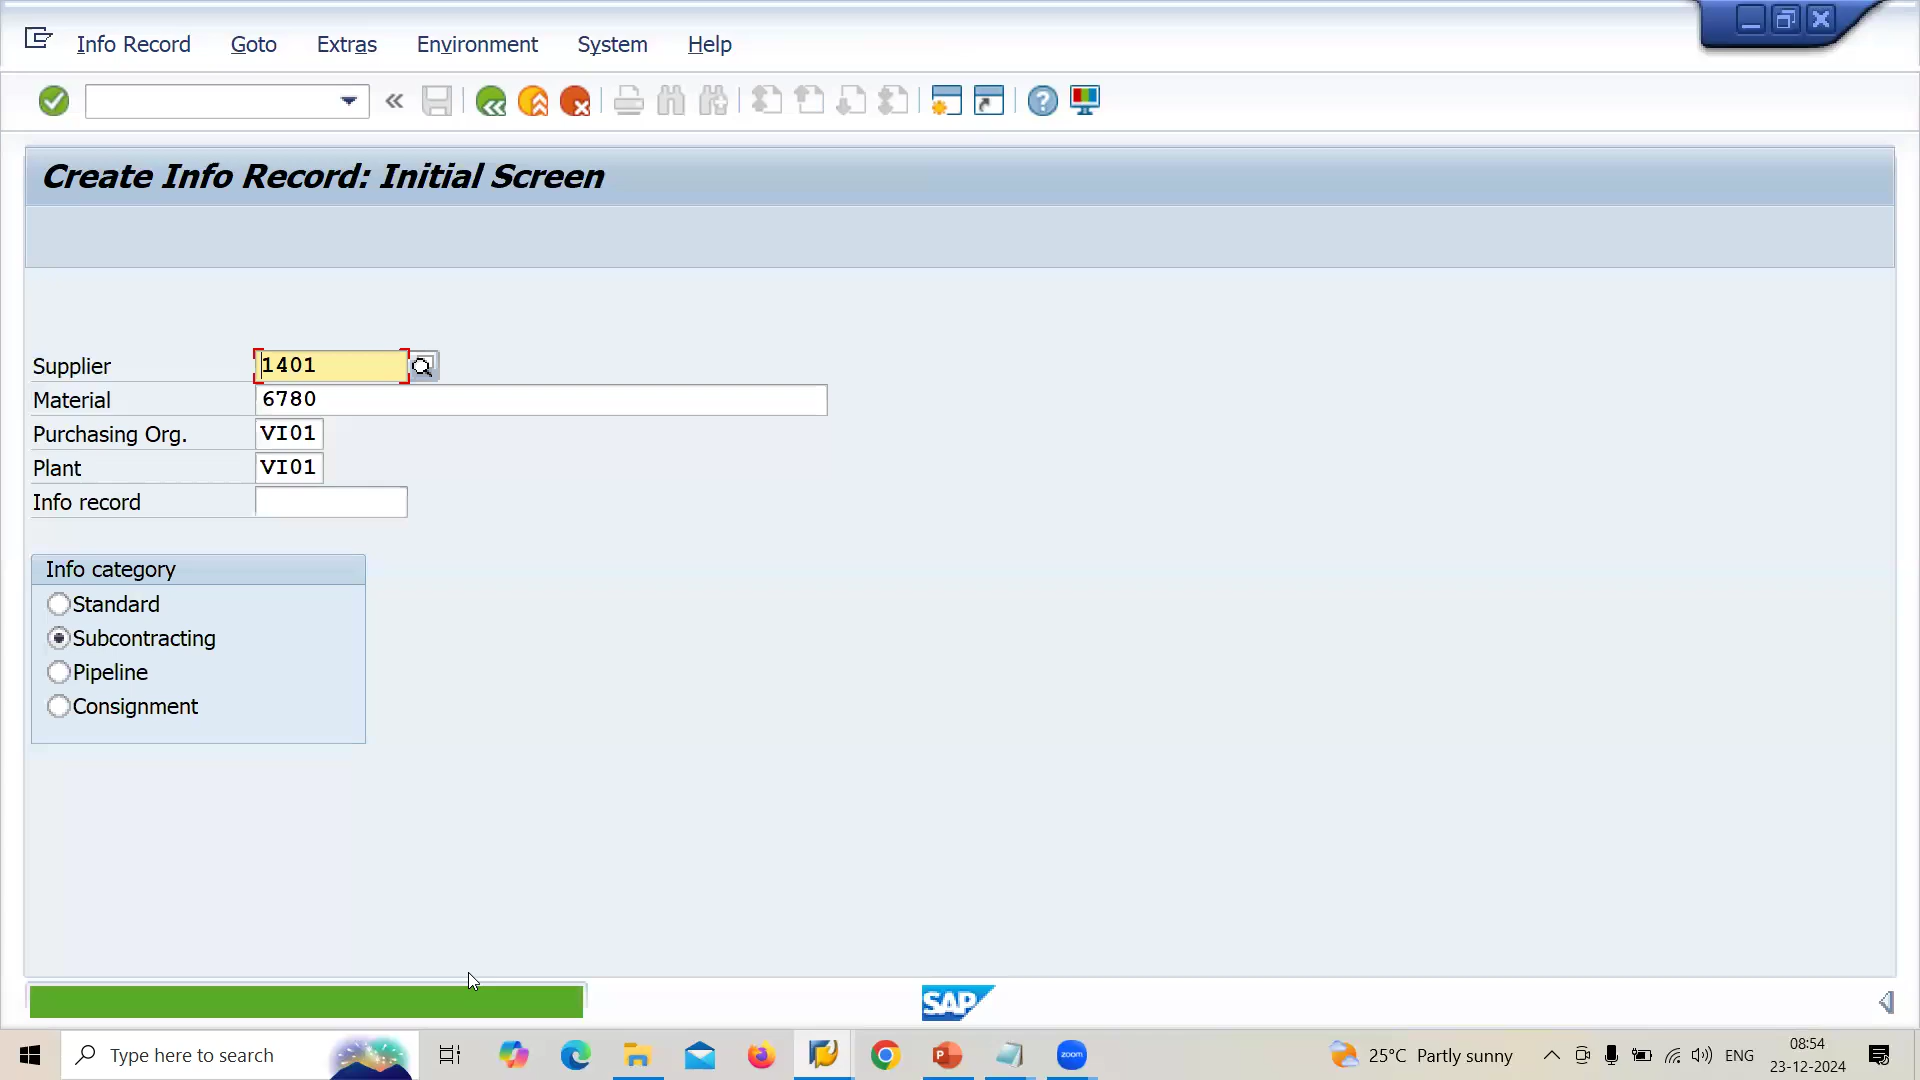 Info Record Goto Extras Environment System Help
Create Info Record: Initial Screen
Supplier 1401
Material 6780
Purchasing Org. VI01
Plant VI01
Info record
Info category
Standard
Subcontracting
Pipeline
Consignment
SAP
Type here to search
zoom
25°C Partly sunny
ENG
08:54
23-12-2024